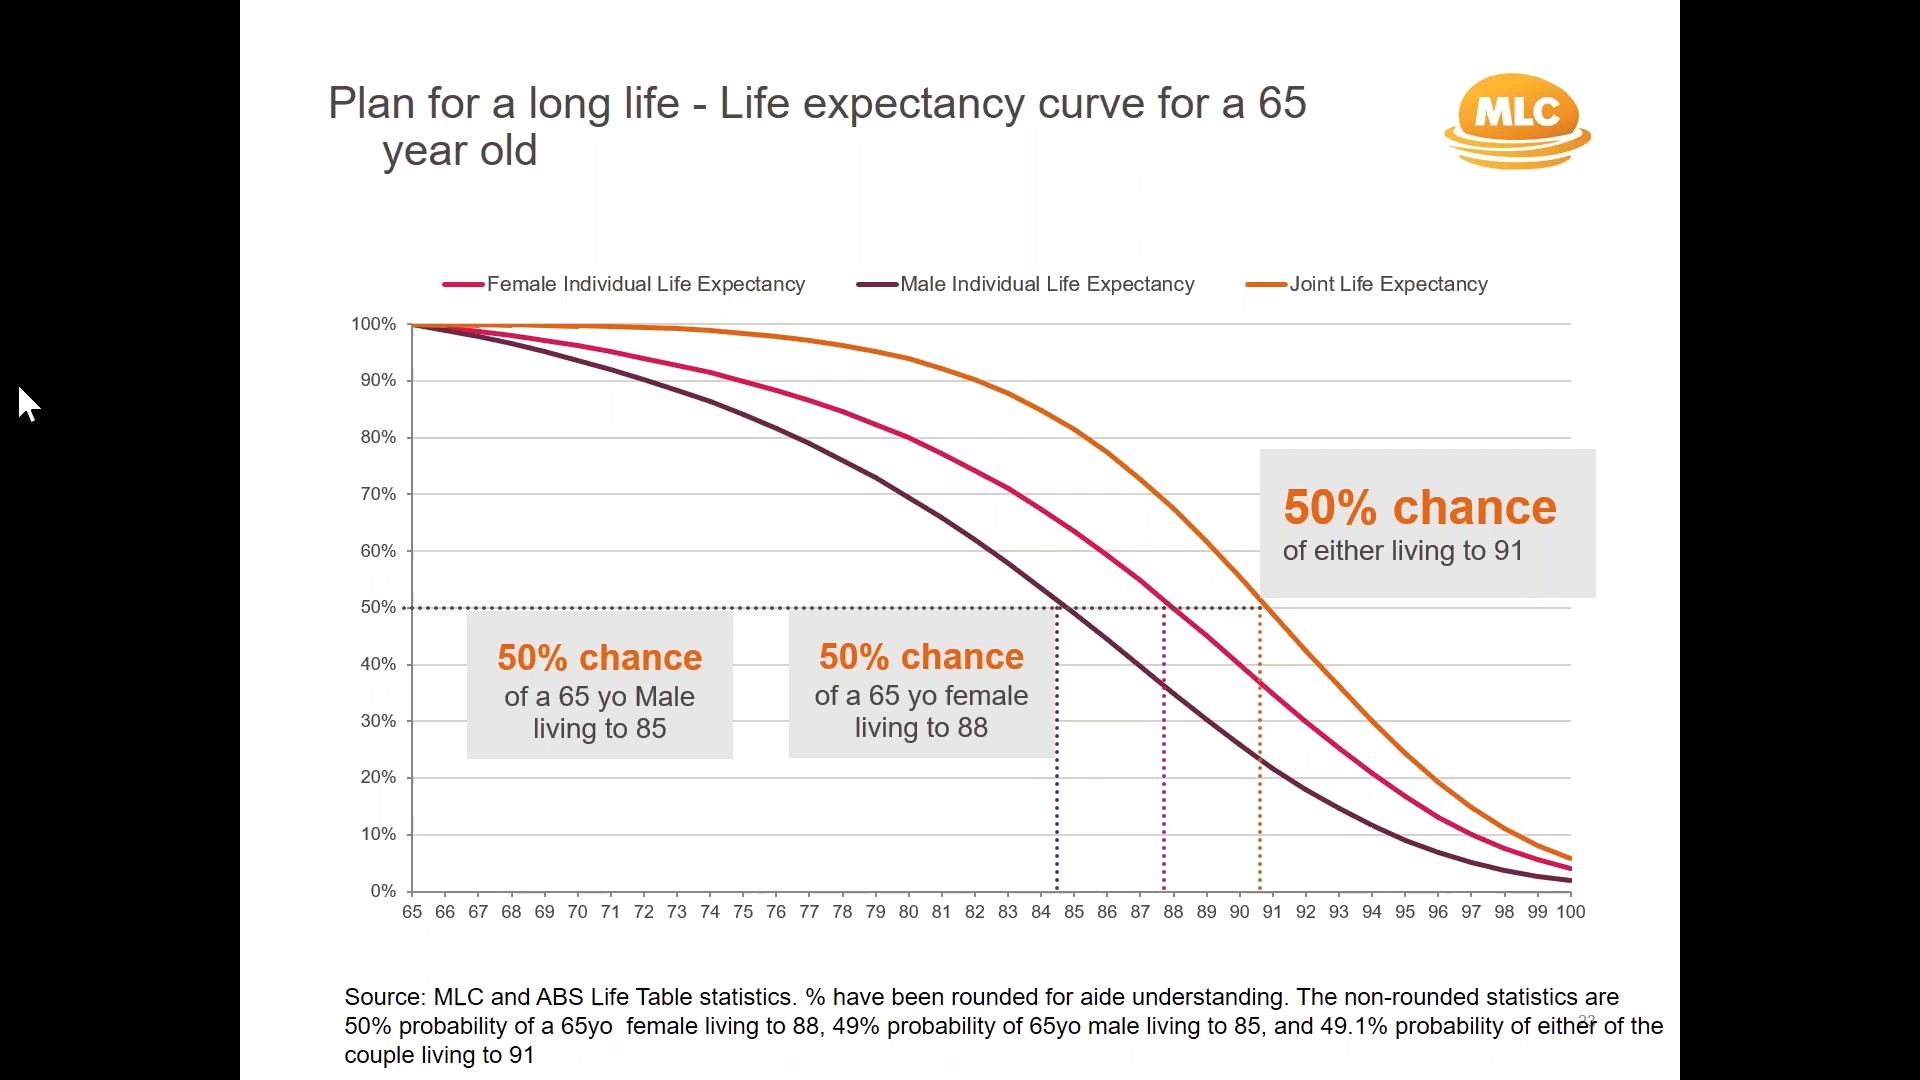 Plan for a long life - Life expectancy curve for a 65
year old
MLC
Female Individual Life Expectancy
Male Individual Life Expectancy
Joint Life Expectancy
100%
90%
80%
70%
60%
50%
40%
30%
20%
10%
0%
50% chance
of either living to 91
50% chance
of a 65 yo Male
living to 85
50% chance
of a 65 yo female
living to 88
65 66 67 68 69 70 71 72 73 74 75 76 77 78 79 80 81 82 83 84 85 86 87 88 89 90 91 92 93 94 95 96 97 98 99 100
Source: MLC and ABS Life Table statistics. % have been rounded for aide understanding. The non-rounded statistics are
50% probability of a 65yo  female living to 88, 49% probability of 65yo male living to 85, and 49.1% probability of either of the
couple living to 91
23